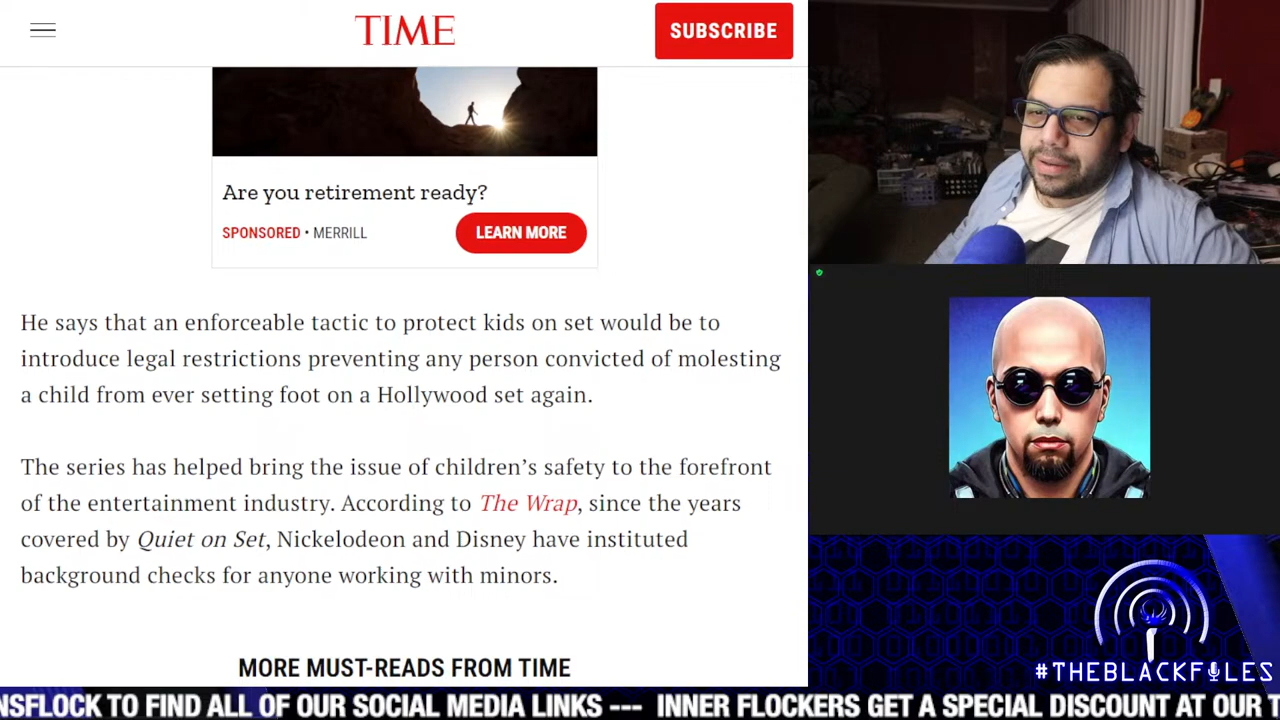 TIME
SUBSCRIBE
Are you retirement ready?
SPONSORED • MERRILL
LEARN MORE
He says that an enforceable tactic to protect kids on set would be to
introduce legal restrictions preventing any person convicted of molesting
a child from ever setting foot on a Hollywood set again.
The series has helped bring the issue of children’s safety to the forefront
of the entertainment industry. According to The Wrap, since the years
covered by Quiet on Set, Nickelodeon and Disney have instituted
background checks for anyone working with minors.
MORE MUST-READS FROM TIME
#THEBLACKFILES
NSFLOCK TO FIND ALL OF OUR SOCIAL MEDIA LINKS --- INNER FLOCKERS GET A SPECIAL DISCOUNT AT OUR